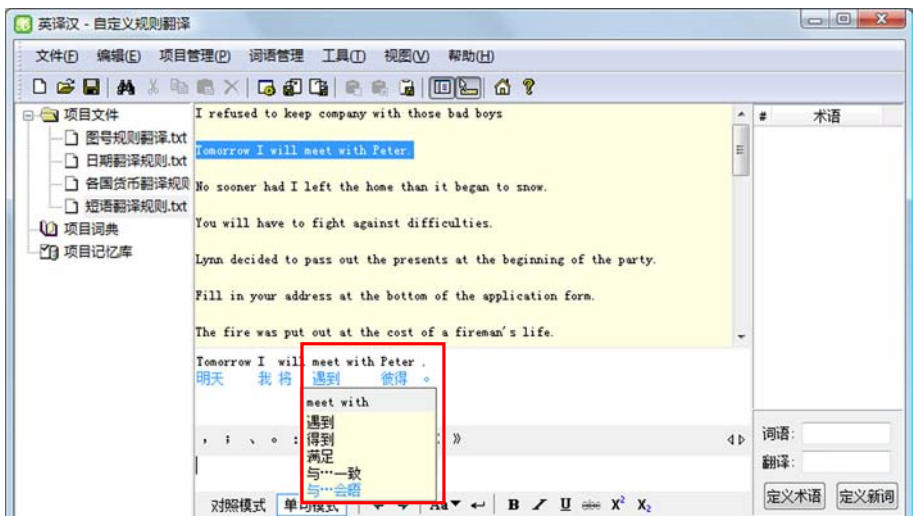 英译汉 - 自定义规则翻译
文件(F) 编辑(E) 项目管理(P) 词语管理 工具(T) 视图(V) 帮助(H)
项目文件
图号规则翻译.txt
日期翻译规则.txt
各国货币翻译规则
短语翻译规则.txt
项目词典
项目记忆库
I refused to keep company with those bad boys
Tomorrow I will meet with Peter.
No sooner had I left the home than it began to snow.
You will have to fight against difficulties.
Lynn decided to pass out the presents at the beginning of the party.
Fill in your address at the bottom of the application form.
The fire was put out at the cost of a fireman's life.
Tomorrow I will meet with Peter .
明天 我 将 遇到 彼得 。
meet with
遇到
得到
满足
与…一致
与…会晤
, ; 、 。 : 》
对照模式 单句模式 Aa B I U abc X² X₂
# 术语
词语:
翻译:
定义术语 定义新词